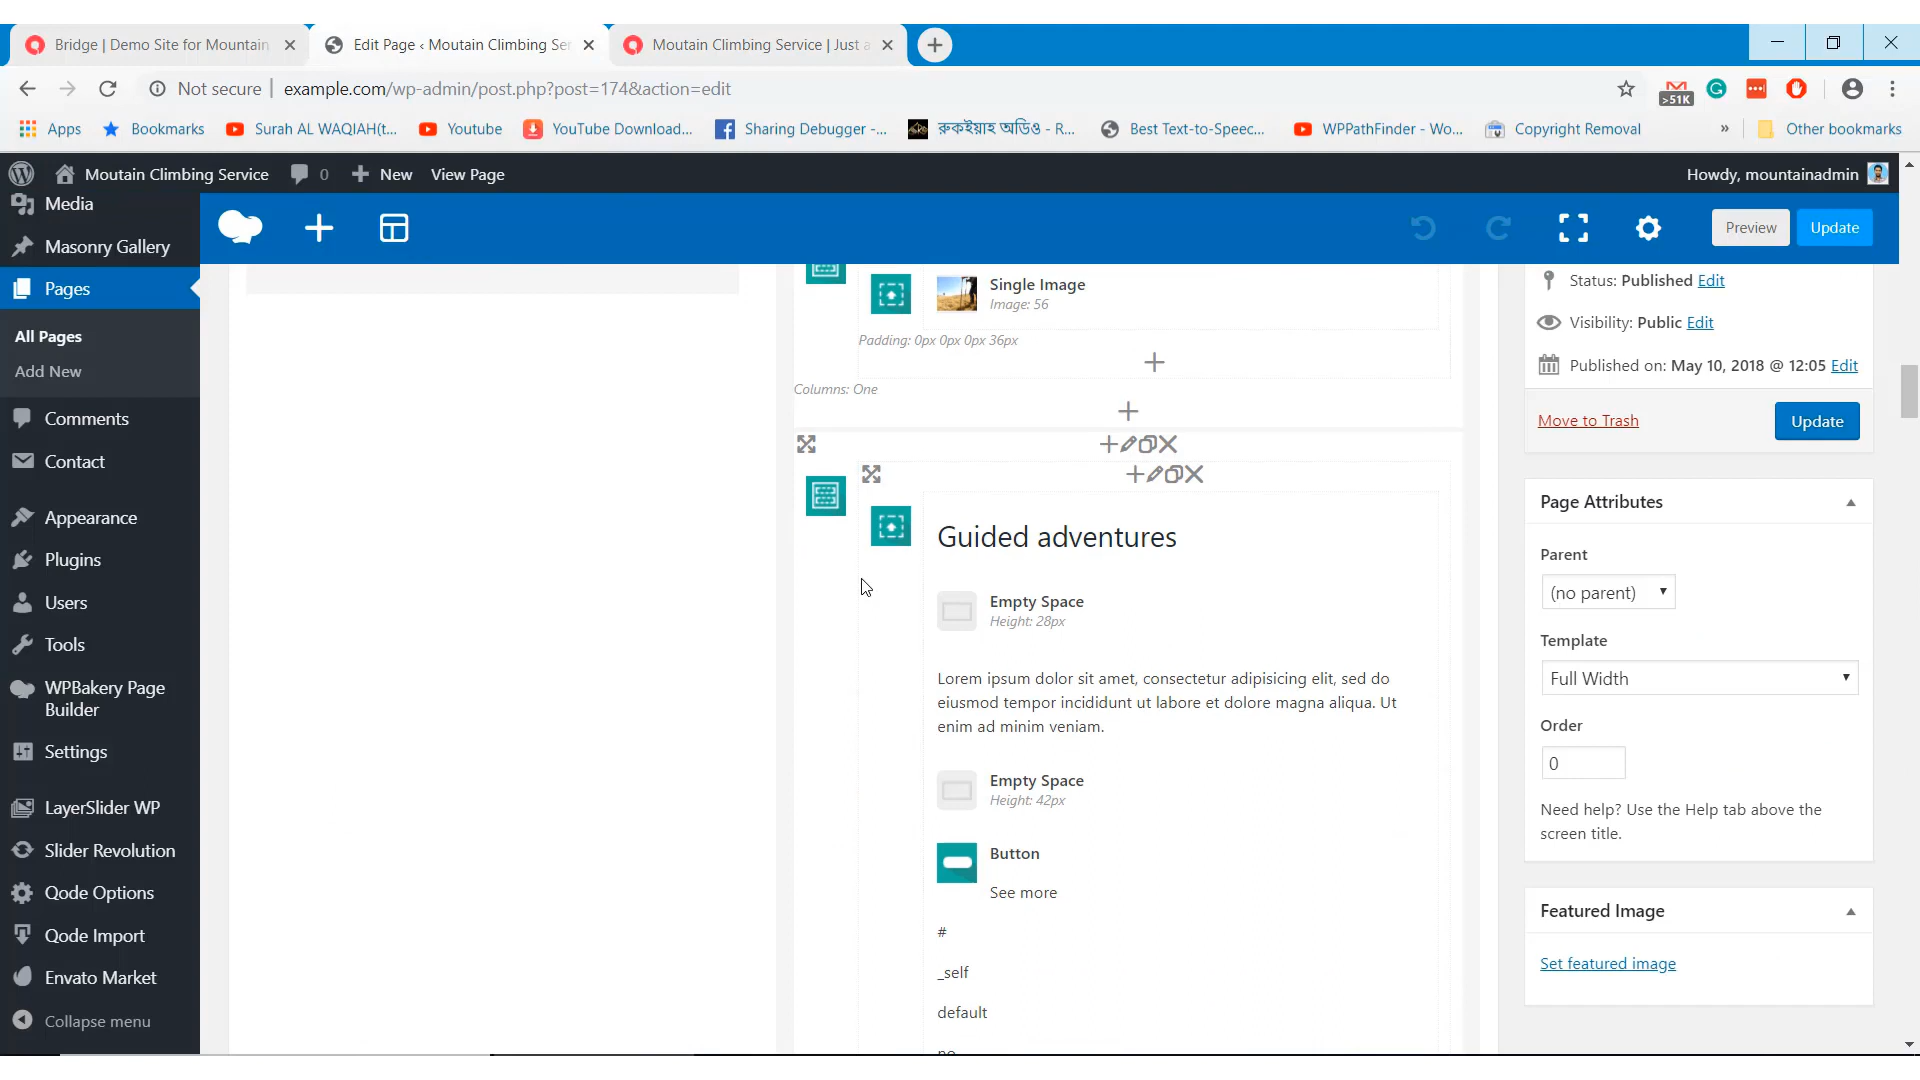 Bridge | Demo Site for Mountain
Edit Page ‹ Moutain Climbing Ser
Moutain Climbing Service | Just a
Not secure
example.com/wp-admin/post.php?post=174&action=edit
>51K
Apps
Bookmarks
Surah AL WAQIAH(t...
Youtube
YouTube Download...
Sharing Debugger -...
রুকইয়াহ অডিও - R...
Best Text-to-Speec...
WPPathFinder - Wo...
Copyright Removal
»
Other bookmarks
Moutain Climbing Service
0
New
View Page
Howdy, mountainadmin
Media
Masonry Gallery
Pages
All Pages
Add New
Comments
Contact
Appearance
Plugins
Users
Tools
WPBakery Page
Builder
Settings
LayerSlider WP
Slider Revolution
Qode Options
Qode Import
Envato Market
Collapse menu
Preview
Update
Single Image
Image: 56
Padding: 0px 0px 0px 36px
Columns: One
Guided adventures
Empty Space
Height: 28px
Lorem ipsum dolor sit amet, consectetur adipisicing elit, sed do
eiusmod tempor incididunt ut labore et dolore magna aliqua. Ut
enim ad minim veniam.
Empty Space
Height: 42px
Button
See more
#
_self
default
no
Status: Published Edit
Visibility: Public Edit
Published on: May 10, 2018 @ 12:05 Edit
Move to Trash
Update
Page Attributes
Parent
(no parent)
Template
Full Width
Order
0
Need help? Use the Help tab above the
screen title.
Featured Image
Set featured image